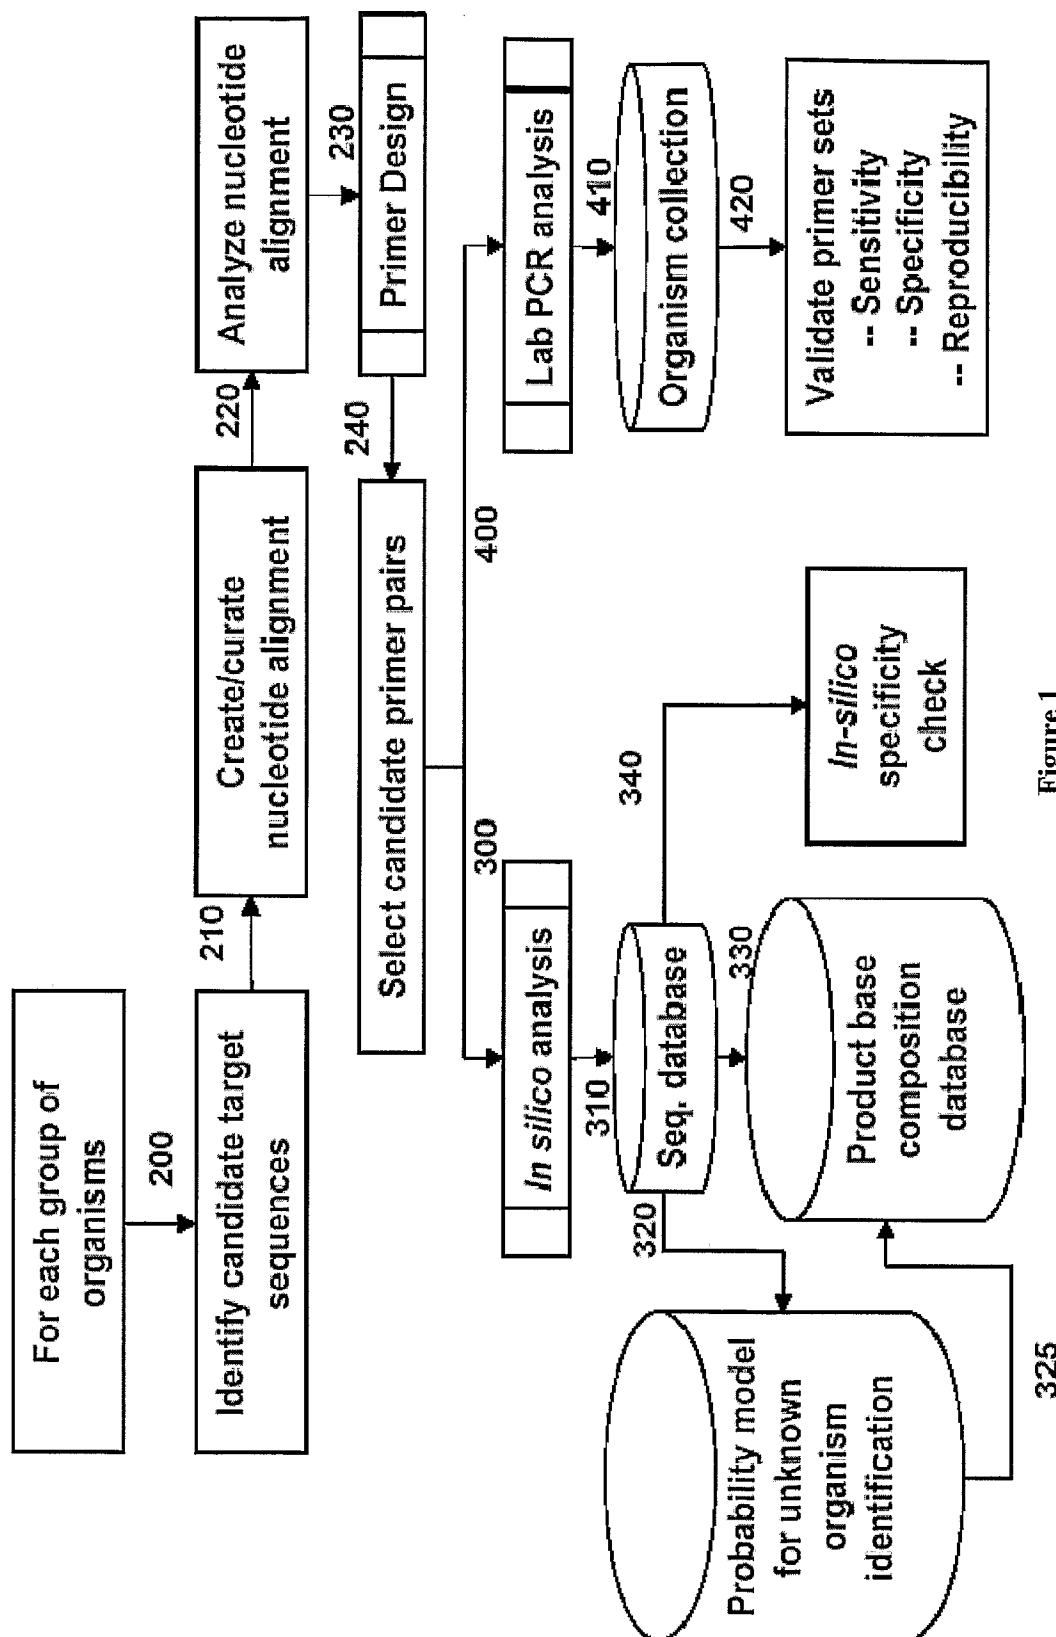 For each group of
organisms
200
Identify candidate target
sequences
210
Create/curate
nucleotide alignment
220
Analyze nucleotide
alignment
230
Primer Design
240
Select candidate primer pairs
300
400
In silico analysis
310
Seq. database
320
Probability model
for unknown
organism
identification
325
330
Product base
composition
database
340
In-silico
specificity
check
Lab PCR analysis
410
Organism collection
420
Validate primer sets
-- Sensitivity
-- Specificity
-- Reproducibility
Figure 1